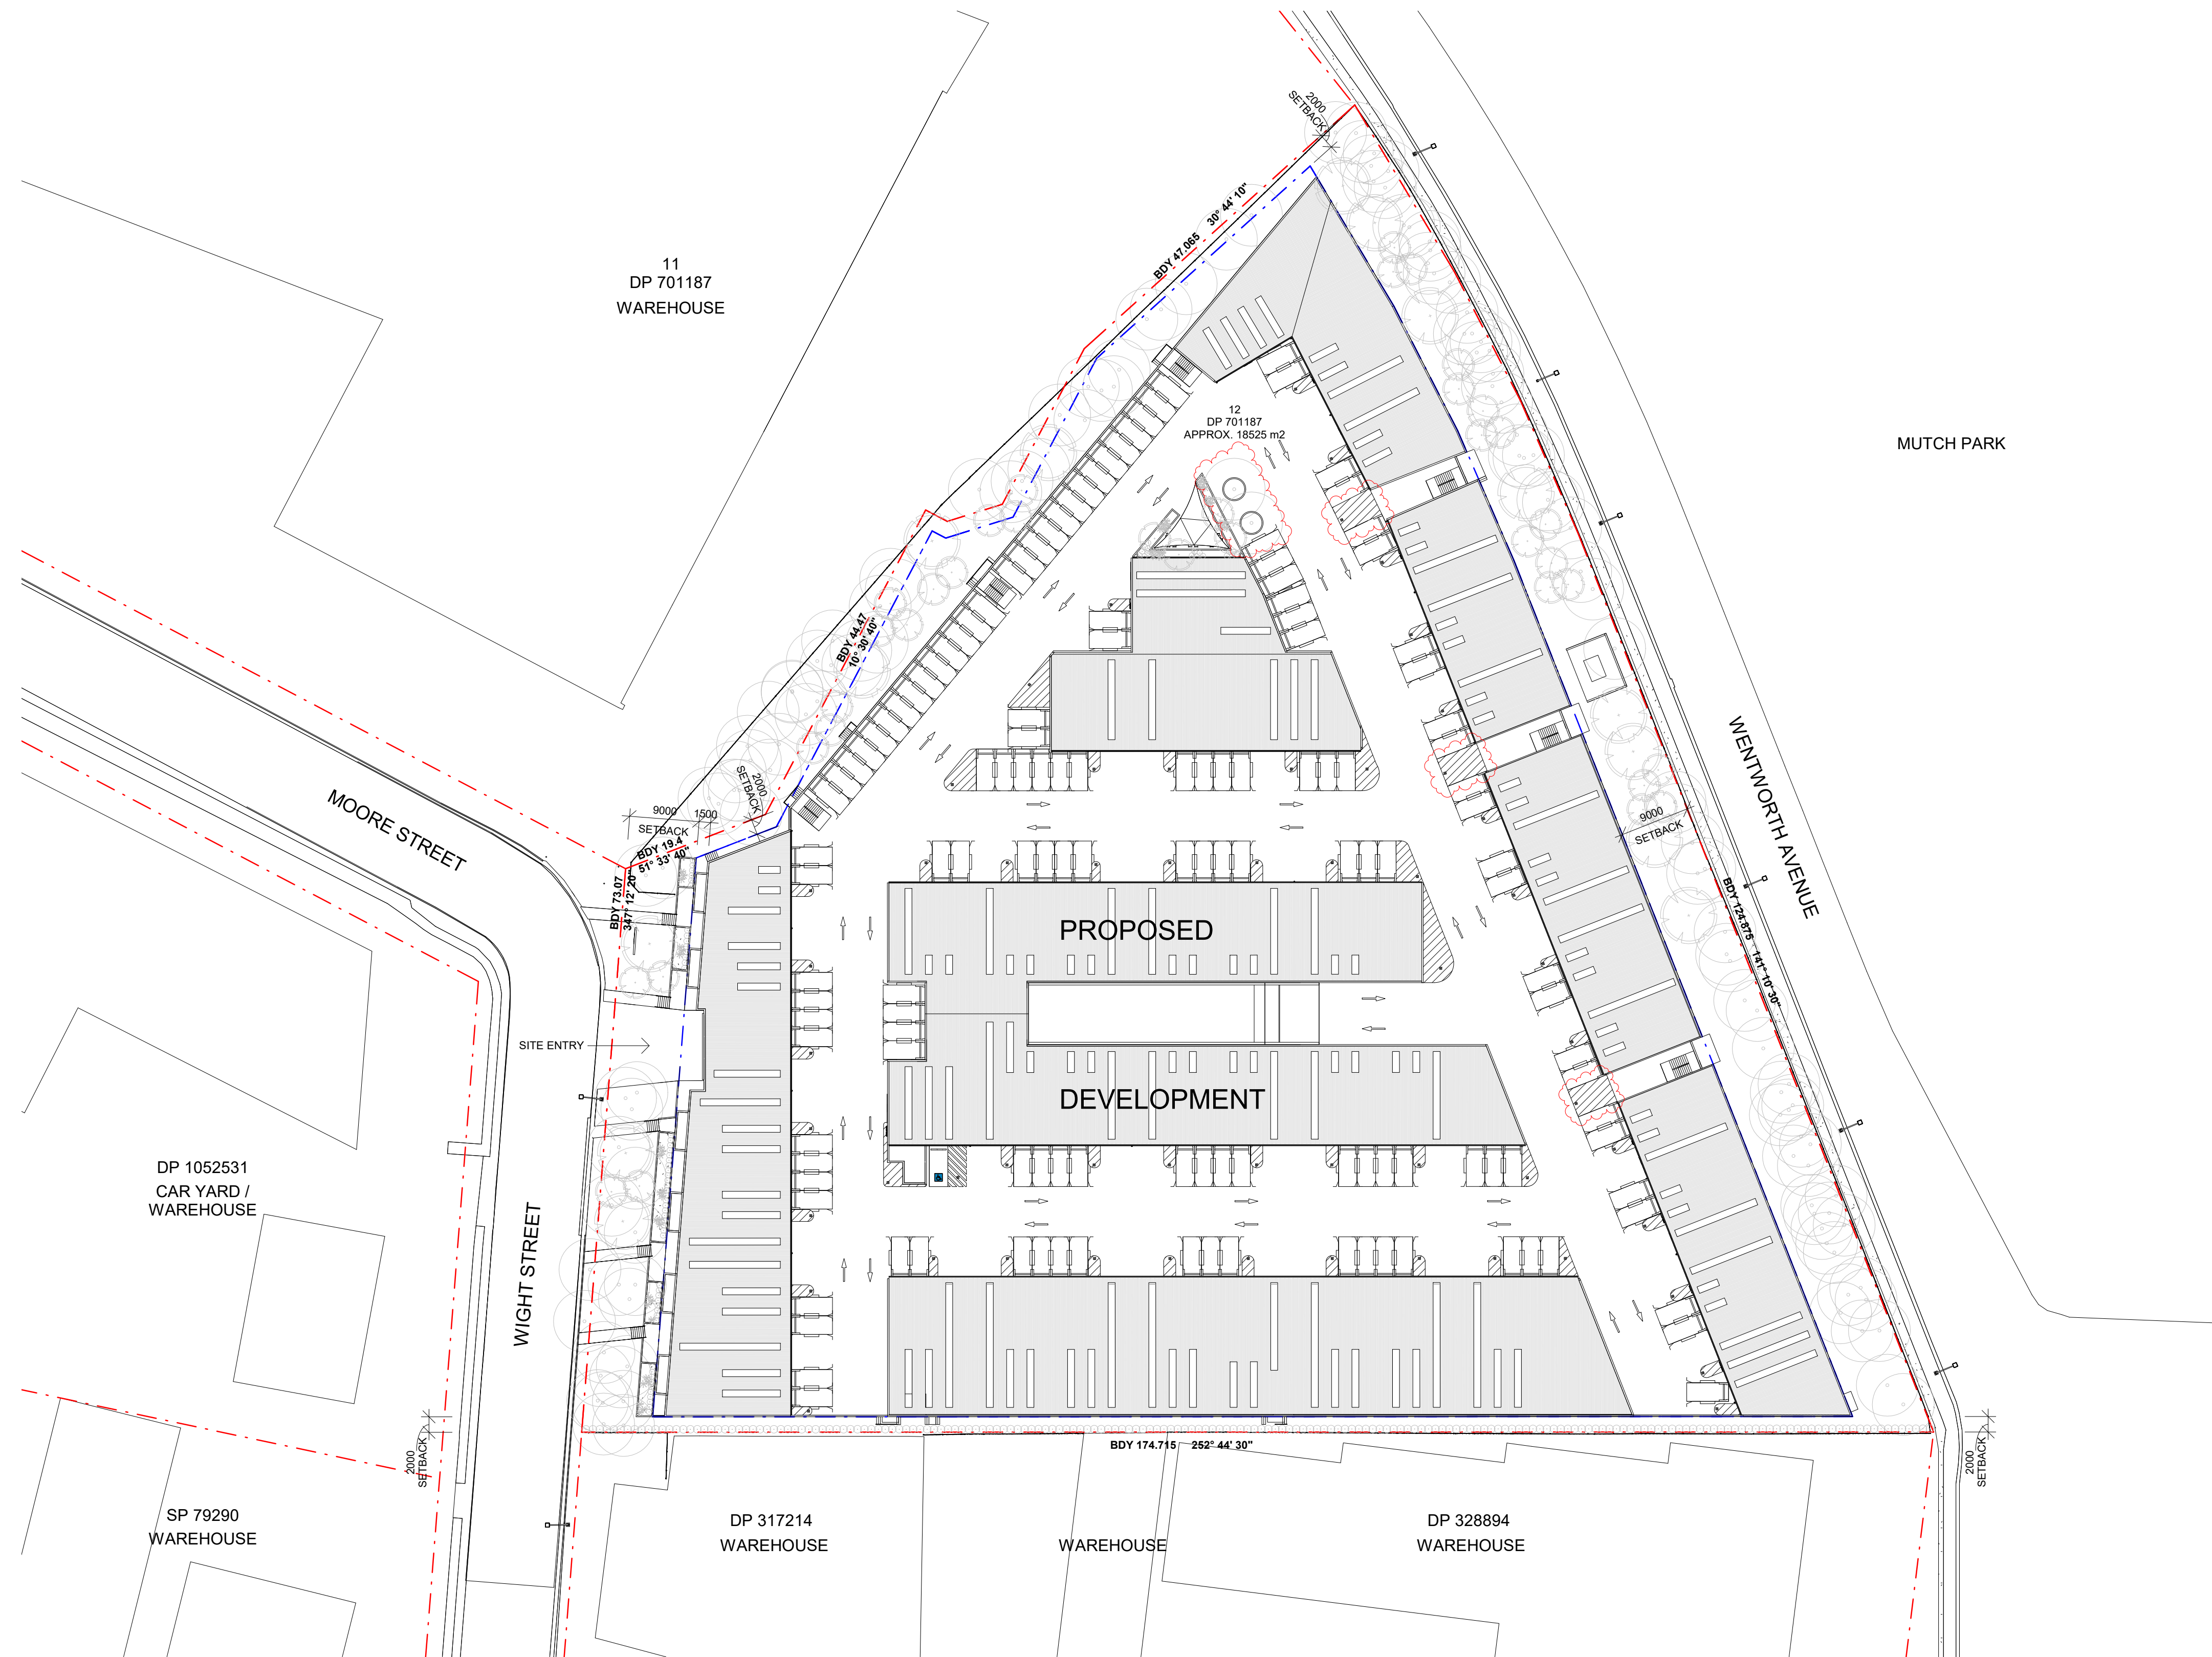 2000
SETBACK
BDY 47.065 30° 44' 10"
11
DP 701187
WAREHOUSE
12
DP 701187
APPROX. 18525 m2
MUTCH PARK
BDY 44.47
10° 30' 40"
WENTWORTH AVENUE
2000
SETBACK
9000
1500
SETBACK
BDY 19.4
51° 33' 40"
9000
SETBACK
MOORE STREET
BDY 73.07
347° 12' 20"
BDY 124.875 141° 10' 30"
PROPOSED
SITE ENTRY
DEVELOPMENT
DP 1052531
CAR YARD /
WAREHOUSE
WIGHT STREET
2000
SETBACK
BDY 174.715 252° 44' 30"
2000
SETBACK
SP 79290
WAREHOUSE
DP 317214
WAREHOUSE
WAREHOUSE
DP 328894
WAREHOUSE